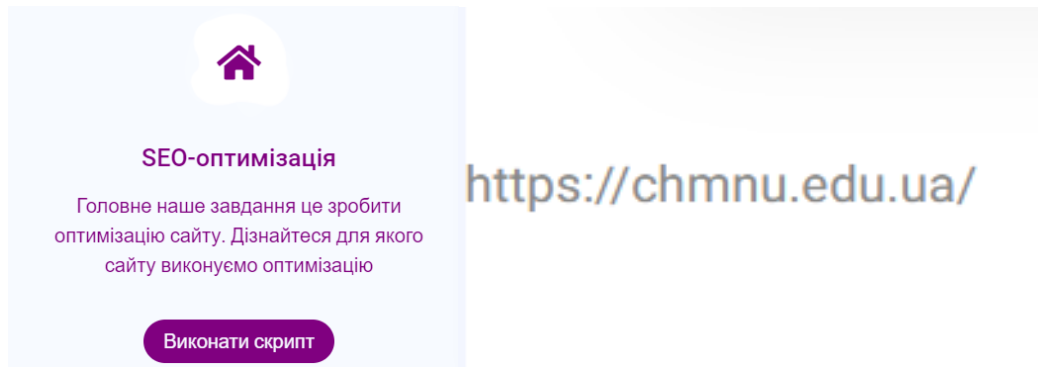 SEO-оптимізація
Головне наше завдання це зробити
оптимізацію сайту. Дізнайтеся для якого
сайту виконуємо оптимізацію
Виконати скрипт
https://chmnu.edu.ua/